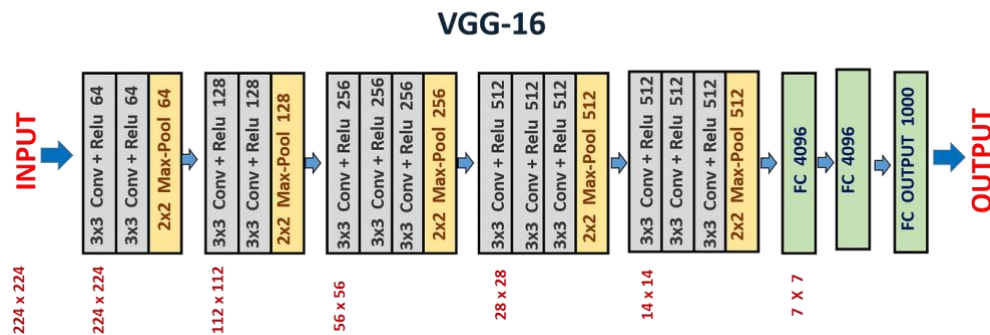 VGG-16
INPUT
3x3 Conv + Relu 64
3x3 Conv + Relu 64
2x2 Max-Pool 64
3x3 Conv + Relu 128
3x3 Conv + Relu 128
2x2 Max-Pool 128
3x3 Conv + Relu 256
3x3 Conv + Relu 256
3x3 Conv + Relu 256
2x2 Max-Pool 256
3x3 Conv + Relu 512
3x3 Conv + Relu 512
3x3 Conv + Relu 512
2x2 Max-Pool 512
3x3 Conv + Relu 512
3x3 Conv + Relu 512
3x3 Conv + Relu 512
2x2 Max-Pool 512
FC 4096
FC 4096
FC OUTPUT 1000
OUTPUT
224 x 224
224 x 224
112 x 112
56 x 56
28 x 28
14 x 14
7 X 7